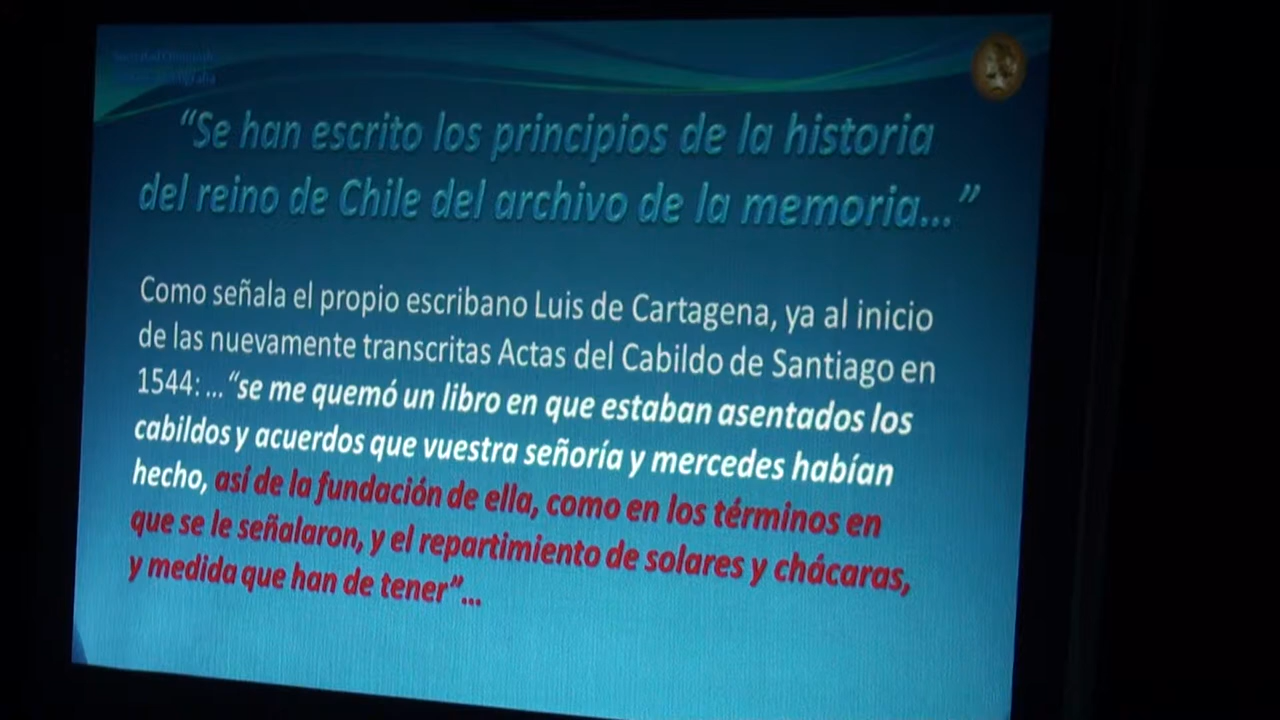 “Se han escrito los principios de la historia
del reino de Chile del archivo de la memoria...”
Como señala el propio escribano Luis de Cartagena, ya al inicio
de las nuevamente transcritas Actas del Cabildo de Santiago en
1544: ... “se me quemó un libro en que estaban asentados los
cabildos y acuerdos que vuestra señoría y mercedes habían
hecho, así de la fundación de ella, como en los términos en
que se le señalaron, y el repartimiento de solares y chácaras,
y medida que han de tener”...